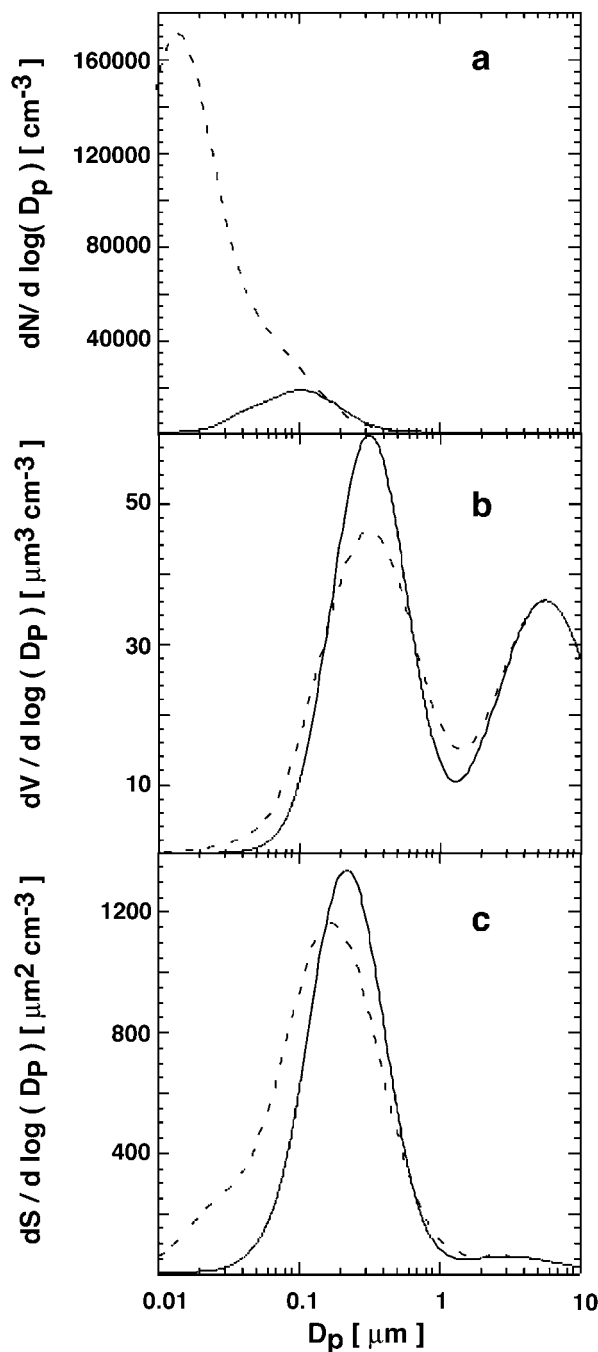 a
160000
120000
80000
40000
dN/ d log( Dp ) [ cm-3 ]
b
50
30
10
dV / d log ( Dp ) [ μm3 cm-3 ]
c
1200
800
400
dS / d log ( Dp ) [ μm2 cm-3 ]
0.01 0.1 1 10
Dp [ μm ]